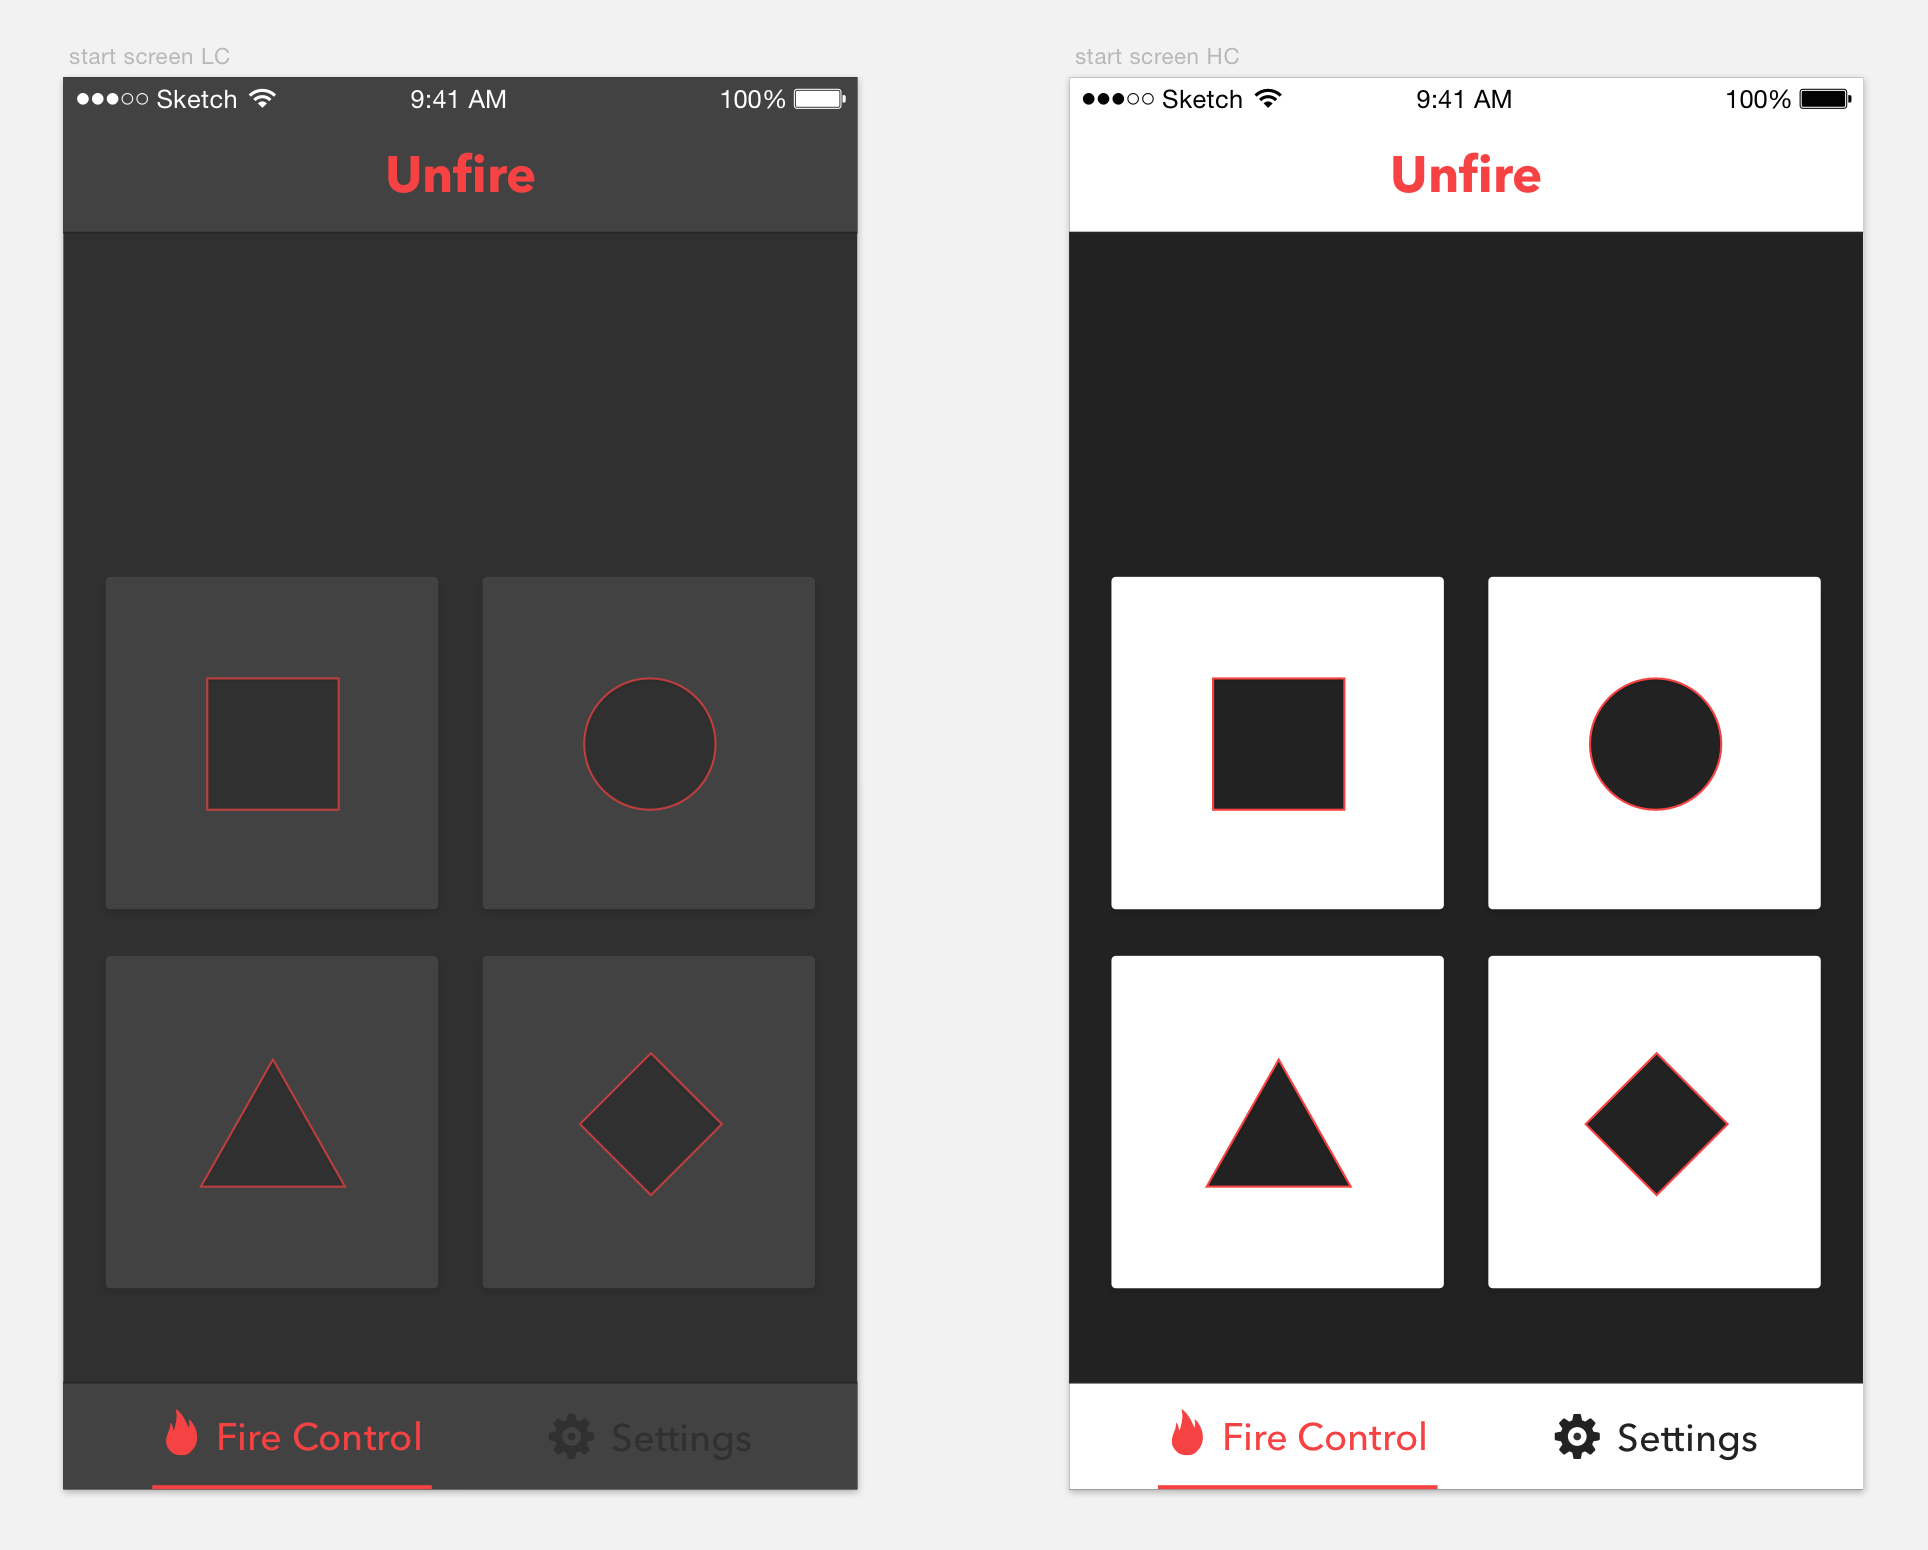 start screen LC
Sketch 9:41 AM 100%
Unfire
Fire Control Settings
start screen HC
Sketch 9:41 AM 100%
Unfire
Fire Control Settings